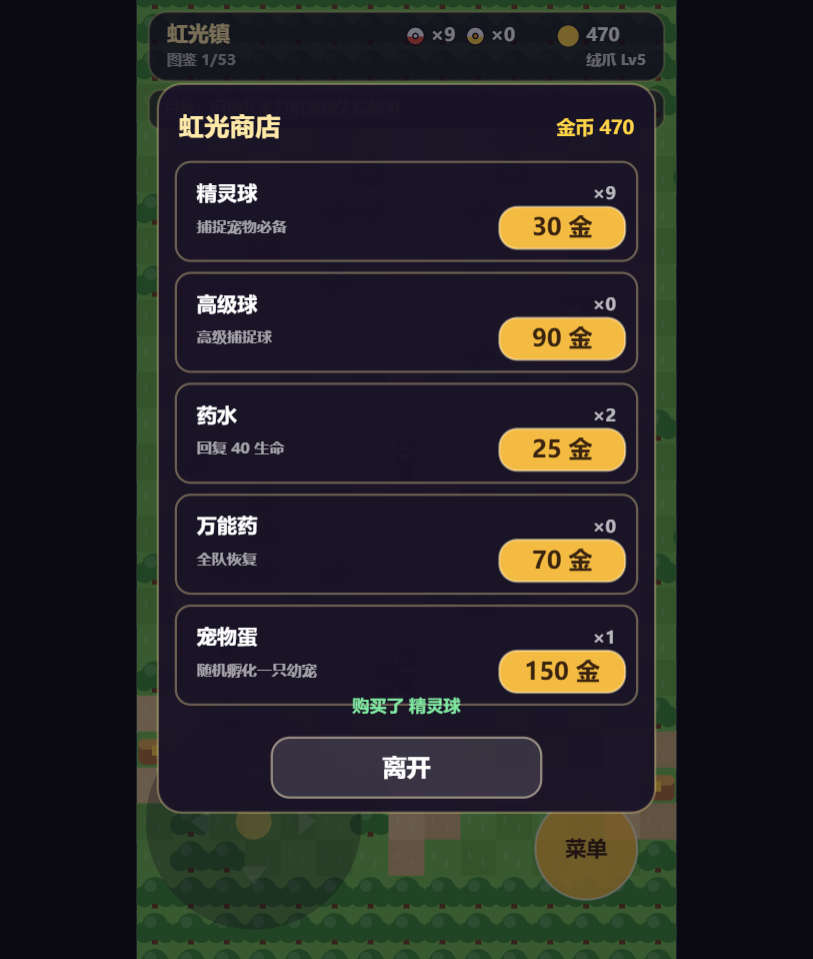 虹光镇 ×9 ×0 470
图鉴 1/53 绒爪 Lv5
虹光商店 金币 470
精灵球 ×9
捕捉宠物必备 30 金
高级球 ×0
高级捕捉球 90 金
药水 ×2
回复 40 生命 25 金
万能药 ×0
全队恢复 70 金
宠物蛋 ×1
随机孵化一只幼宠 150 金
购买了 精灵球
离开
菜单